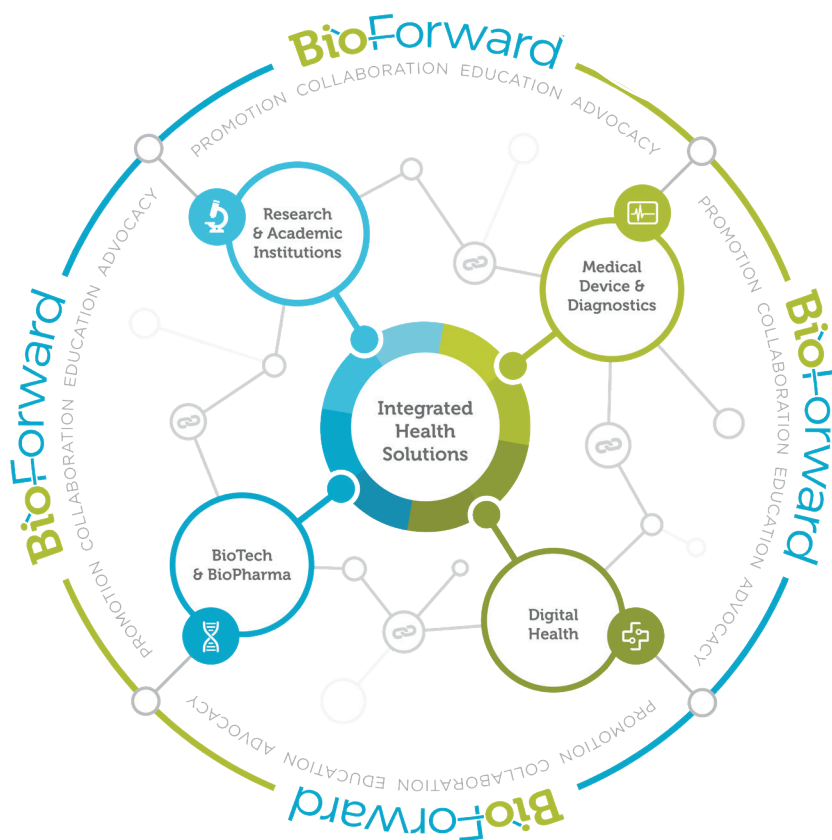 BioForward
PROMOTION COLLABORATION EDUCATION ADVOCACY
Research
& Academic
Institutions
Medical
Device &
Diagnostics
Integrated
Health
Solutions
BioTech
& BioPharma
Digital
Health
BioForward
PROMOTION COLLABORATION EDUCATION ADVOCACY
BioForward
PROMOTION COLLABORATION EDUCATION ADVOCACY
PROMOTION COLLABORATION EDUCATION ADVOCACY
BioForward